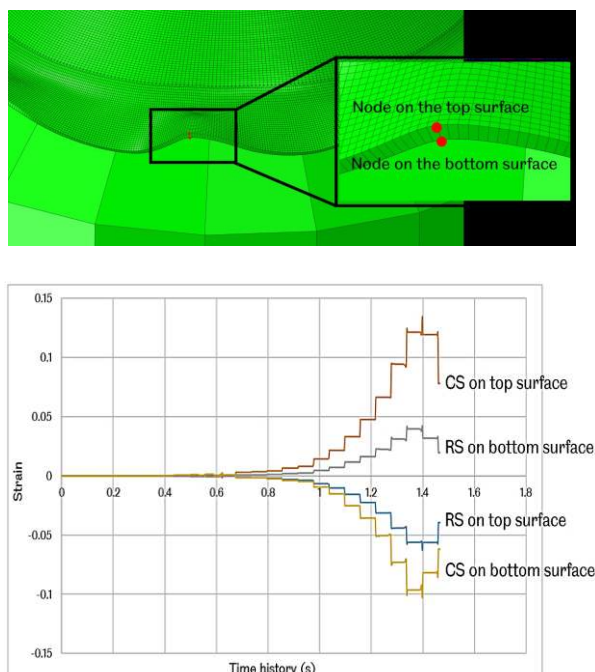 Node on the top surface
Node on the bottom surface
0.15
0.1
CS on top surface
0.05
RS on bottom surface
0
0 0.2 0.4 0.6 0.8 1.0 1.2 1.4 1.6 1.8
Strain
RS on top surface
-0.05
CS on bottom surface
-0.1
-0.15
Time history (s)